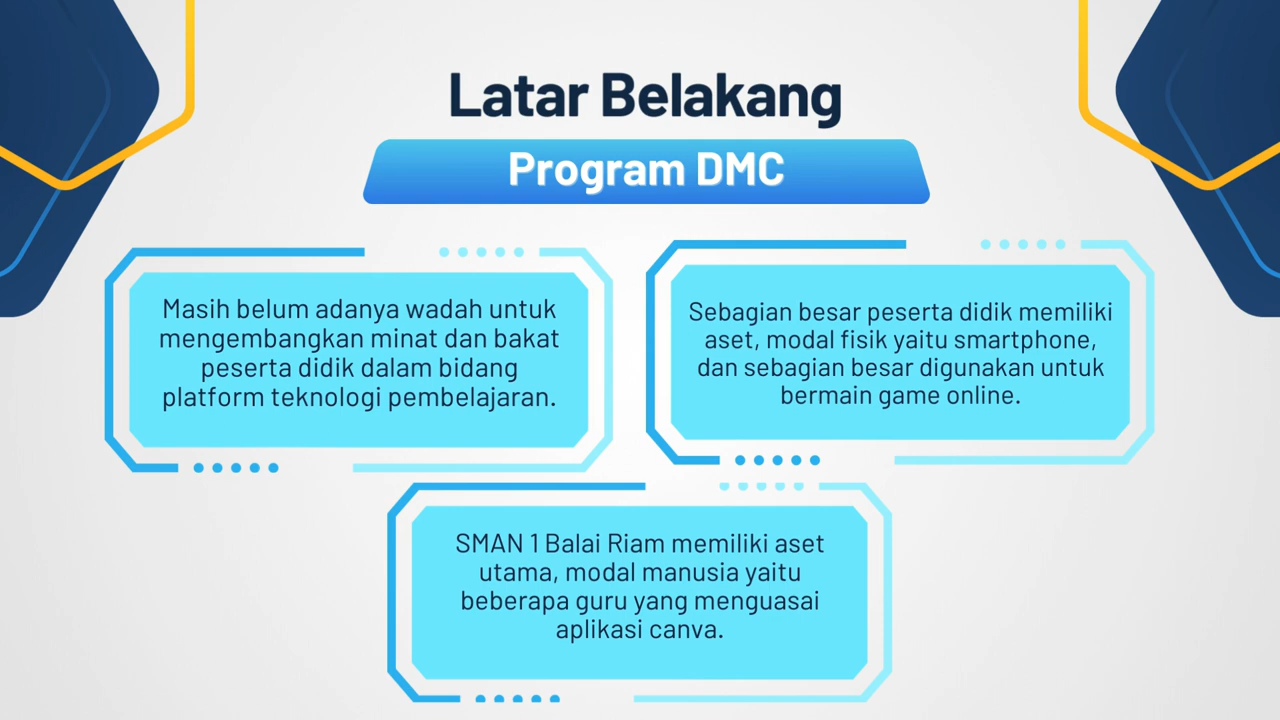 Latar Belakang
Program DMC
Masih belum adanya wadah untuk
mengembangkan minat dan bakat
peserta didik dalam bidang
platform teknologi pembelajaran.
Sebagian besar peserta didik memiliki
aset, modal fisik yaitu smartphone,
dan sebagian besar digunakan untuk
bermain game online.
SMAN 1 Balai Riam memiliki aset
utama, modal manusia yaitu
beberapa guru yang menguasai
aplikasi canva.